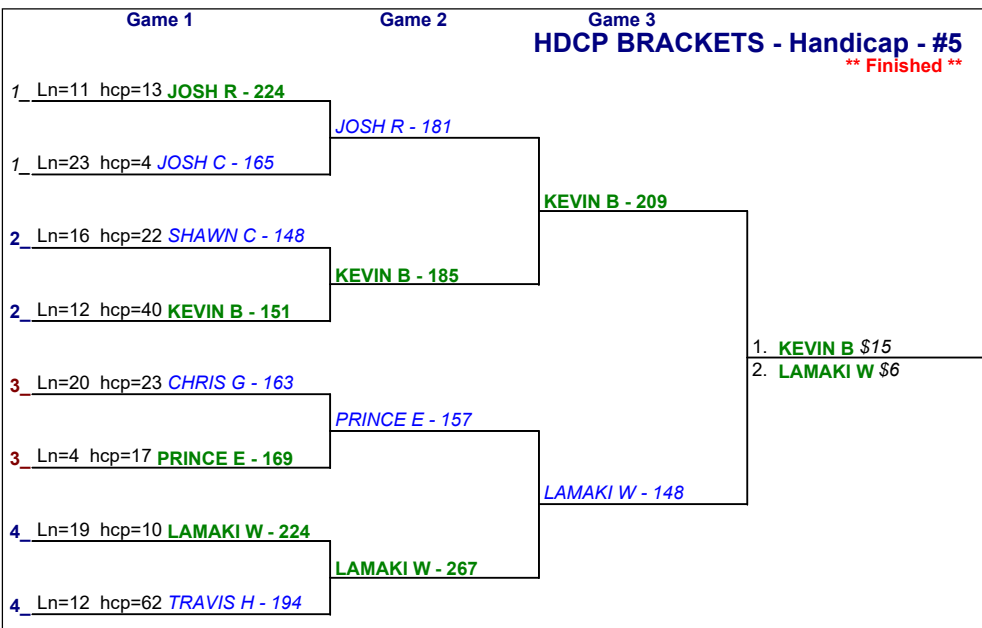 Game 1 Game 2 Game 3
HDCP BRACKETS - Handicap - #5
** Finished **
1_ Ln=11 hcp=13 JOSH R - 224
JOSH R - 181
1_ Ln=23 hcp=4 JOSH C - 165
KEVIN B - 209
2_ Ln=16 hcp=22 SHAWN C - 148
KEVIN B - 185
2_ Ln=12 hcp=40 KEVIN B - 151
1. KEVIN B $15
2. LAMAKI W $6
3_ Ln=20 hcp=23 CHRIS G - 163
PRINCE E - 157
3_ Ln=4 hcp=17 PRINCE E - 169
LAMAKI W - 148
4_ Ln=19 hcp=10 LAMAKI W - 224
LAMAKI W - 267
4_ Ln=12 hcp=62 TRAVIS H - 194